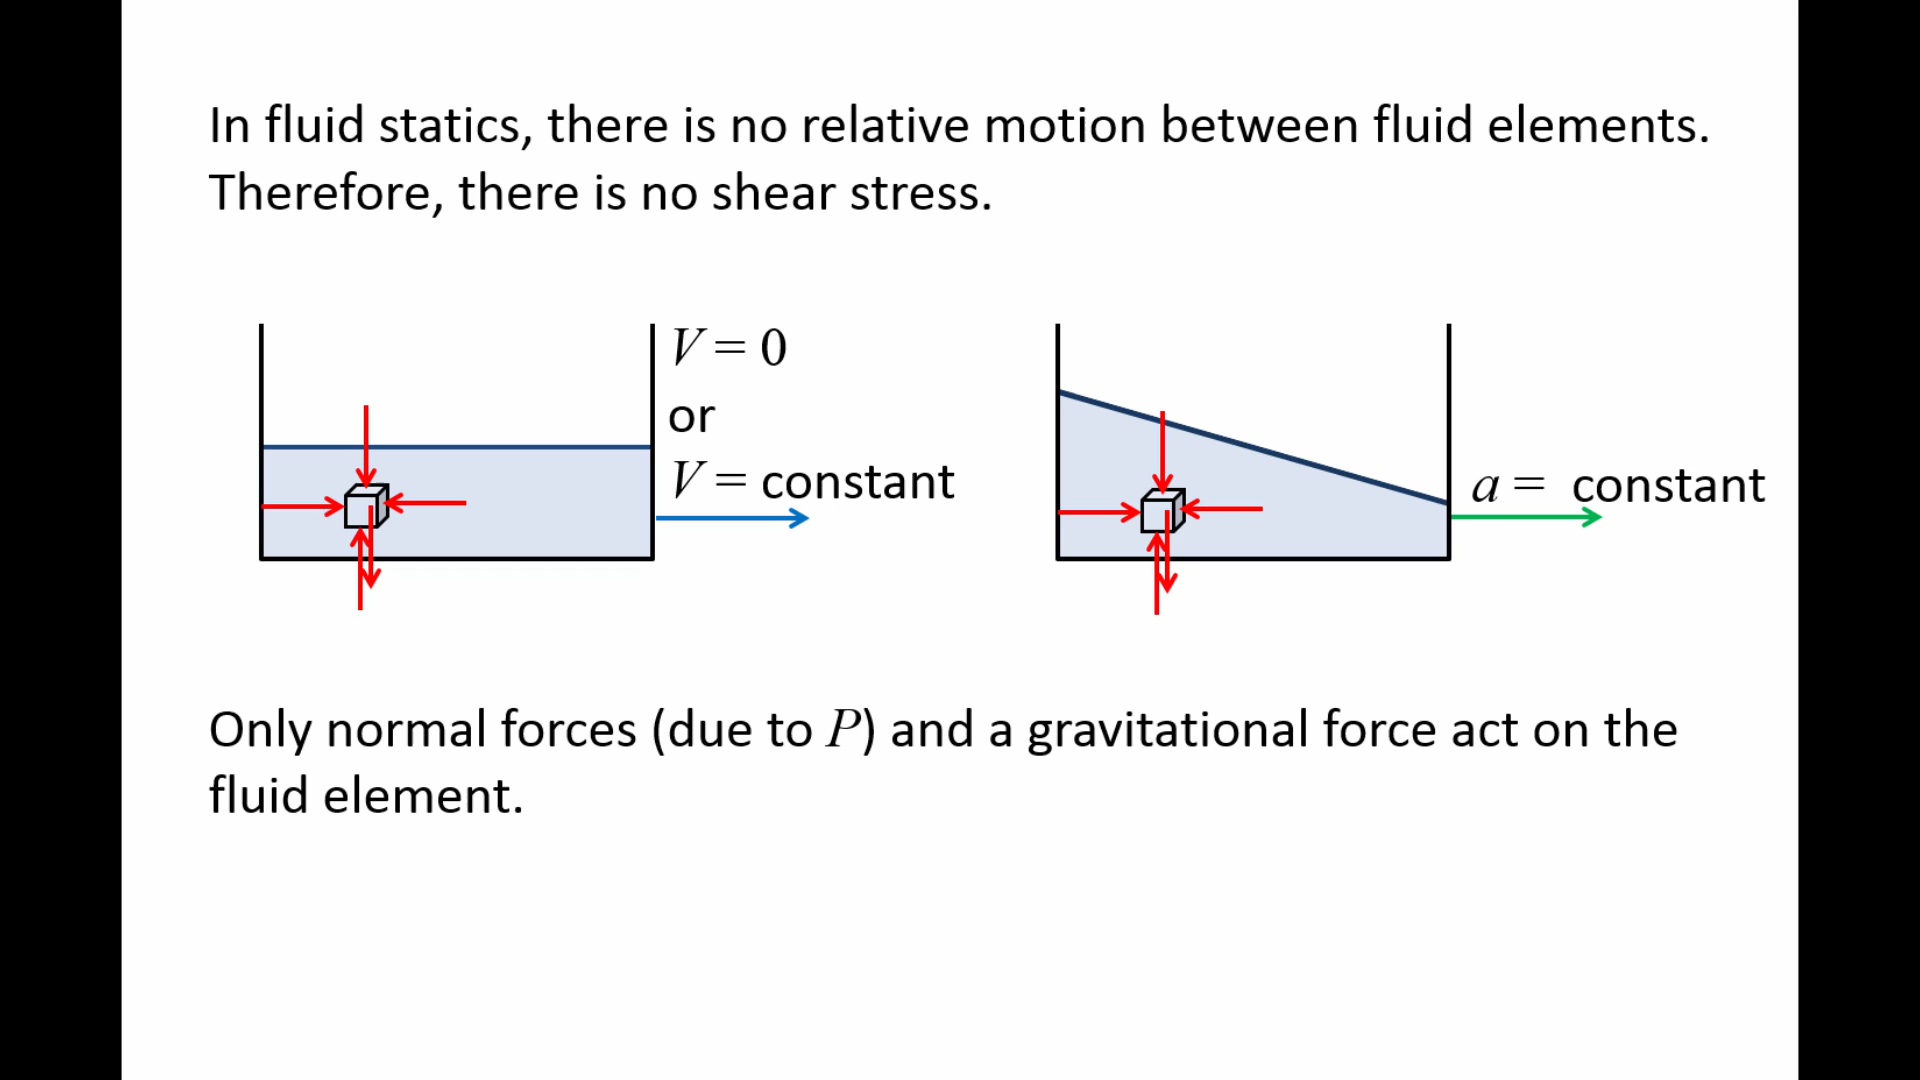 In fluid statics, there is no relative motion between fluid elements.
Therefore, there is no shear stress.
V = 0
or
V = constant
a = constant
Only normal forces (due to P) and a gravitational force act on the
fluid element.